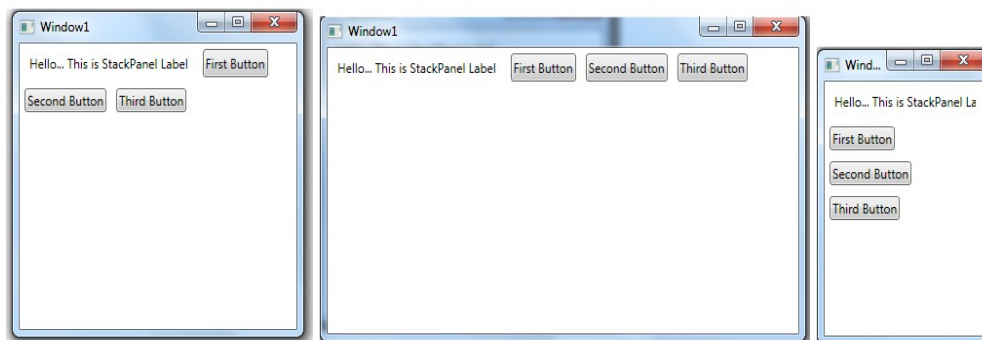 Window1
Hello... This is StackPanel Label First Button
Second Button Third Button
Window1
Hello... This is StackPanel Label First Button Second Button Third Button
Wind...
Hello... This is StackPanel La
First Button
Second Button
Third Button